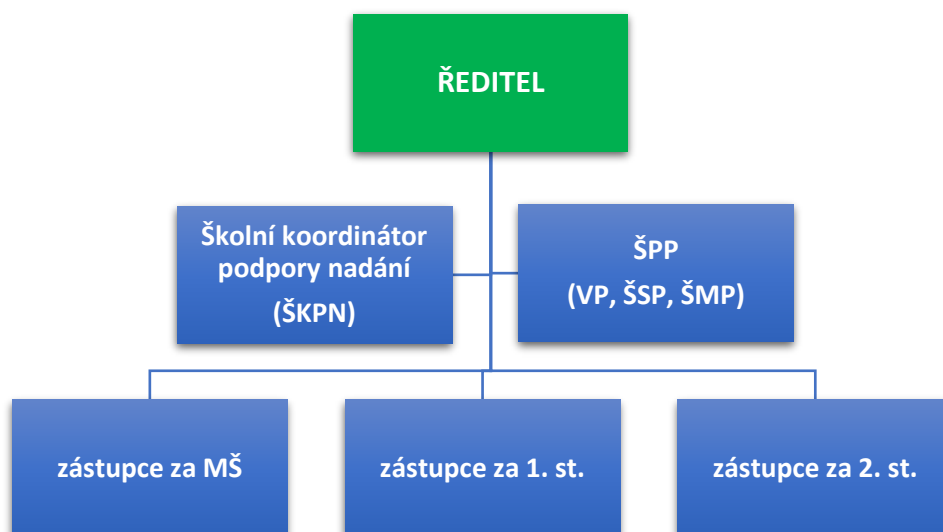 ŘEDITEL
Školní koordinátor
podpory nadání
(ŠKPN)
ŠPP
(VP, ŠSP, ŠMP)
zástupce za MŠ
zástupce za 1. st.
zástupce za 2. st.